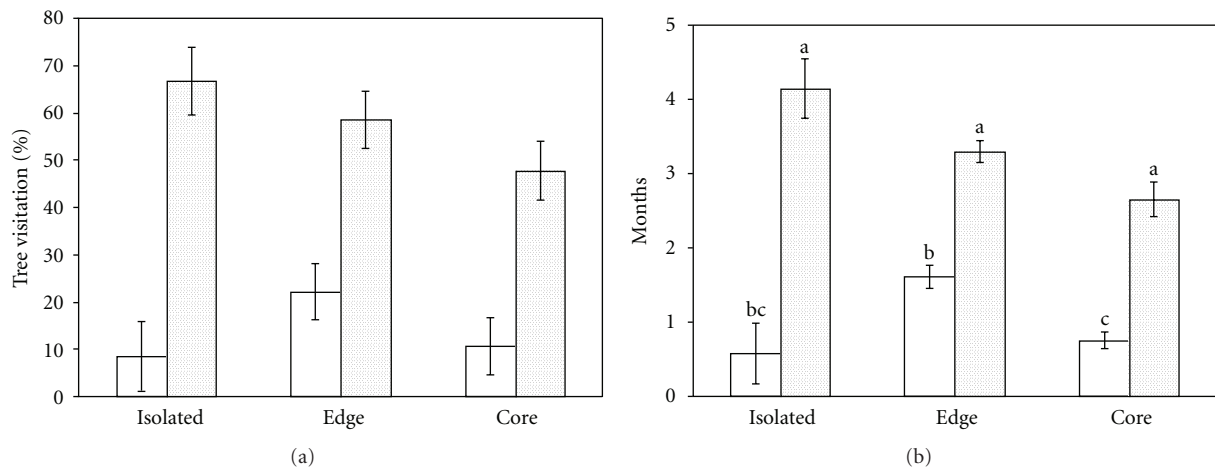 80
70
60
50
40
30
20
10
0
Tree visitation (%)
Isolated Edge Core
(a)
5
4
3
2
1
0
Months
a
a
a
b
bc
c
Isolated Edge Core
(b)